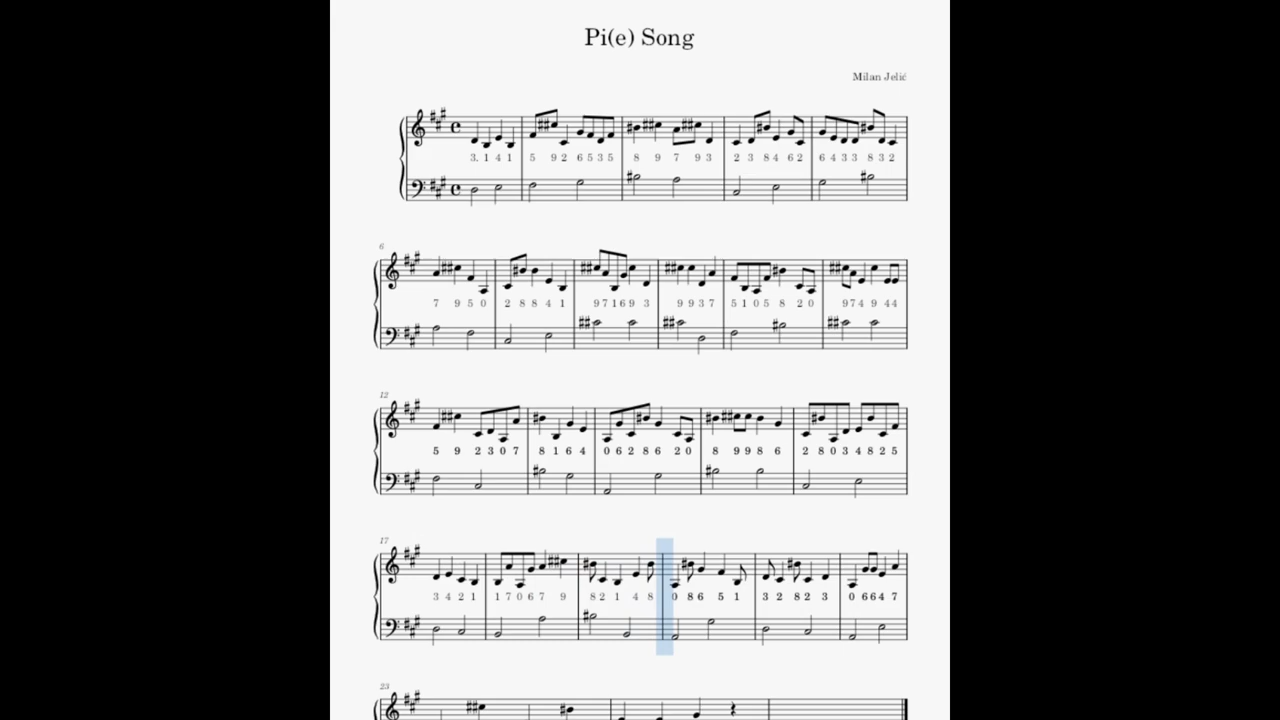 Pi(e) Song
Milan Jelić
3. 1 4 1 5 9 2 6 5 3 5 8 9 7 9 3 2 3 8 4 6 2 6 4 3 3 8 3 2
6
7 9 5 0 2 8 8 4 1 9 7 1 6 9 3 9 9 3 7 5 1 0 5 8 2 0 9 7 4 9 4 4
12
5 9 2 3 0 7 8 1 6 4 0 6 2 8 6 2 0 8 9 9 8 6 2 8 0 3 4 8 2 5
17
3 4 2 1 1 7 0 6 7 9 8 2 1 4 8 0 8 6 5 1 3 2 8 2 3 0 6 6 4 7
23